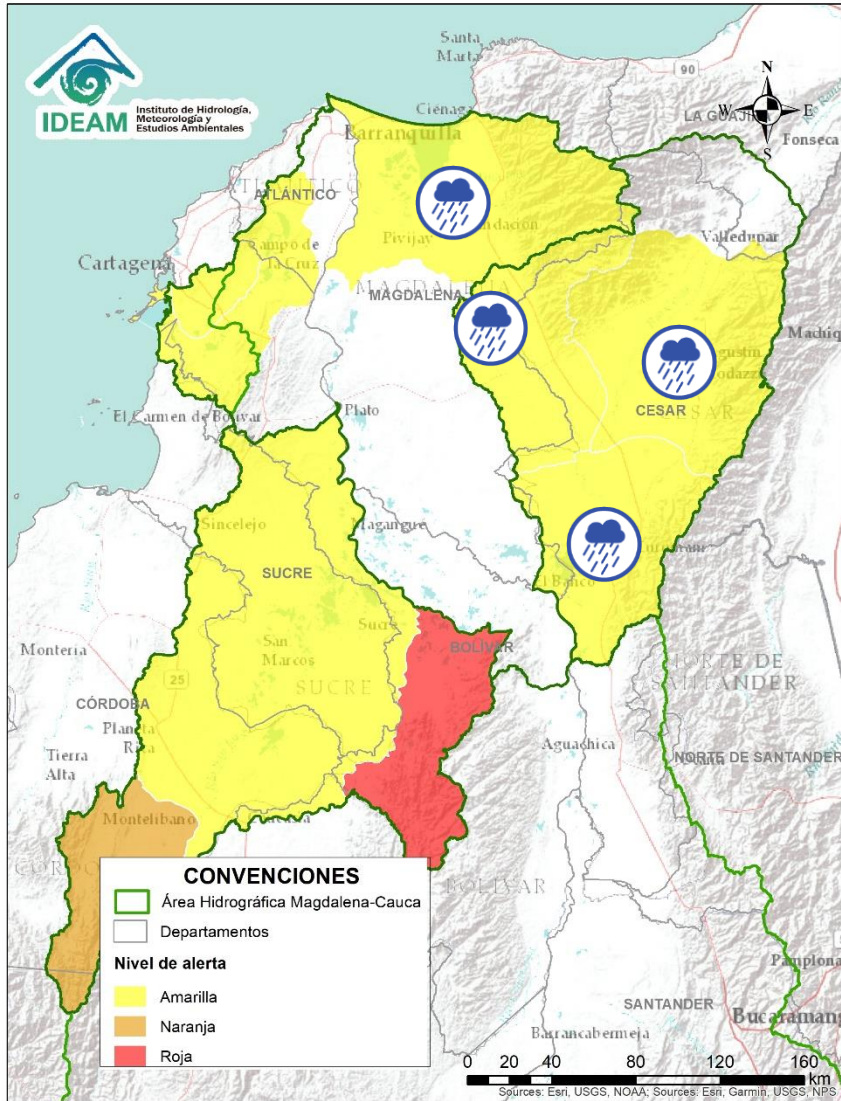 IDEAM
Instituto de Hidrología,
Meteorología y
Estudios Ambientales
Santa
Marta
90
N
W
E
S
LA GUAJIRA
Fonseca
Ciénaga
Barranquilla
ATLÁNTICO
Valledupar
Pivijay
Campo de
la Cruz
Cartagena
MAGDALENA
CESAR
El Carmen de Bolívar
Plato
Sincelejo
Magangué
SUCRE
El Banco
Sucre
San
Marcos
BOLÍVAR
SUCRE
Montería
25
CÓRDOBA
Planeta
Rica
Tierra
Alta
NORTE DE
SANTANDER
Aguachica
NORTE DE SANTANDER
Montelíbano
BOLÍVAR
CONVENCIONES
Área Hidrográfica Magdalena-Cauca
Departamentos
Nivel de alerta
Amarilla
Naranja
Roja
Pamplona
SANTANDER
Bucaramang
Barrancabermeja
0 20 40 80 120 160
km
Sources: Esri, USGS, NOAA; Sources: Esri, Garmin, USGS, NPS